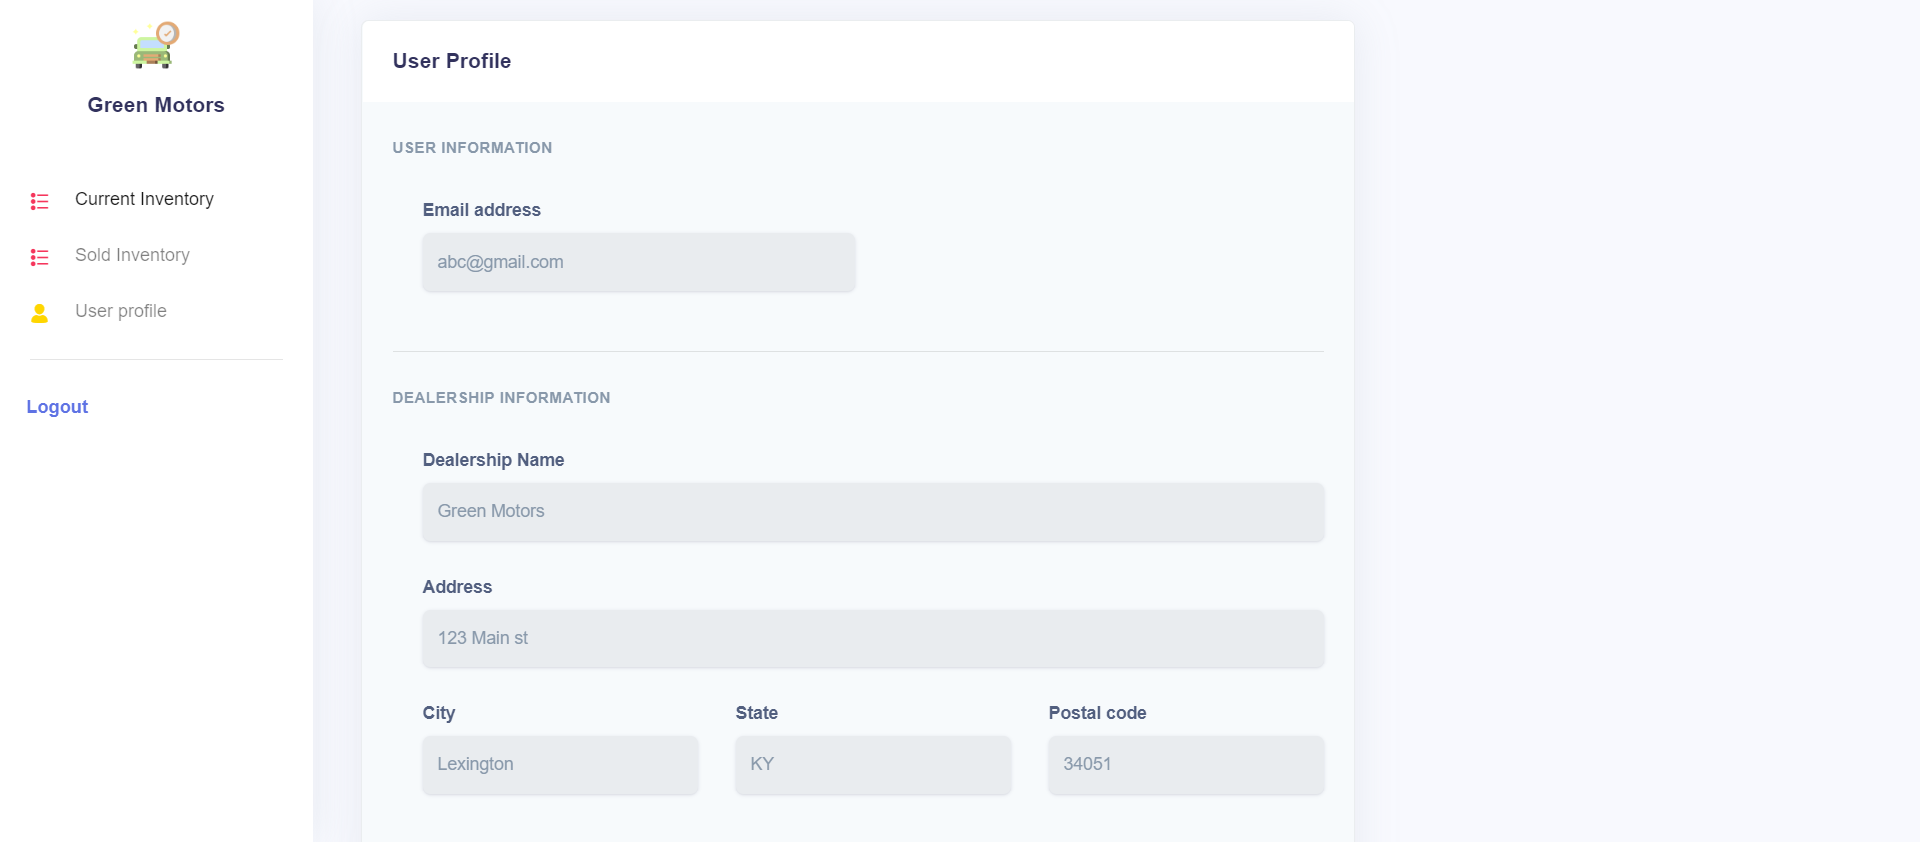 Green Motors
Current Inventory
Sold Inventory
User profile
Logout
User Profile
USER INFORMATION
Email address
abc@gmail.com
DEALERSHIP INFORMATION
Dealership Name
Green Motors
Address
123 Main st
City State Postal code
Lexington KY 34051